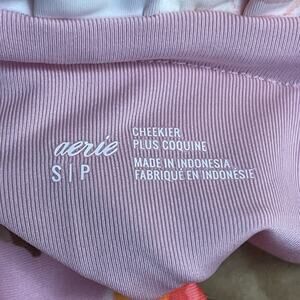 aerie
S|P
CHEEKIER
PLUS COQUINE
MADE IN INDONESIA
FABRIQUÉ EN INDONÉSIE